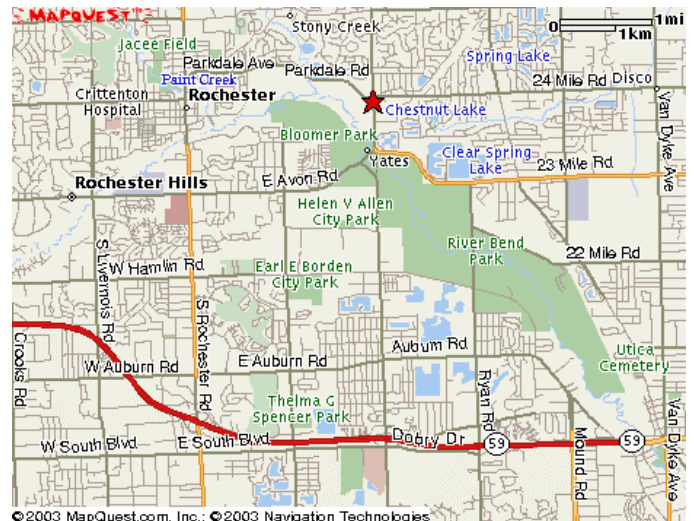 MAPQUEST
Stony Creek
1mi
1km
Jacee Field
Parkdale Ave
Parkdale Rd
Spring Lake
Paint Creek
24 Mile Rd
Disco
Crittenton
Hospital
Rochester
Chestnut Lake
Van Dyke Ave
Bloomer Park
Yates
Clear Spring
Lake
23 Mile Rd
Rochester Hills
E Avon Rd
Helen V Allen
City Park
S Livernois Rd
River Bend
Park
22 Mile Rd
W Hamlin Rd
Earl E Borden
City Park
S Rochester Rd
Crooks Rd
W Auburn Rd
E Auburn Rd
Auburn Rd
Utica
Cemetery
Ryan Rd
Thelma G
Spencer Park
Van Dyke Ave
W South Blvd
E South Blvd
Dobry Dr
59
59
Mound Rd
©2003 MapQuest.com, Inc.; ©2003 Navigation Technologies